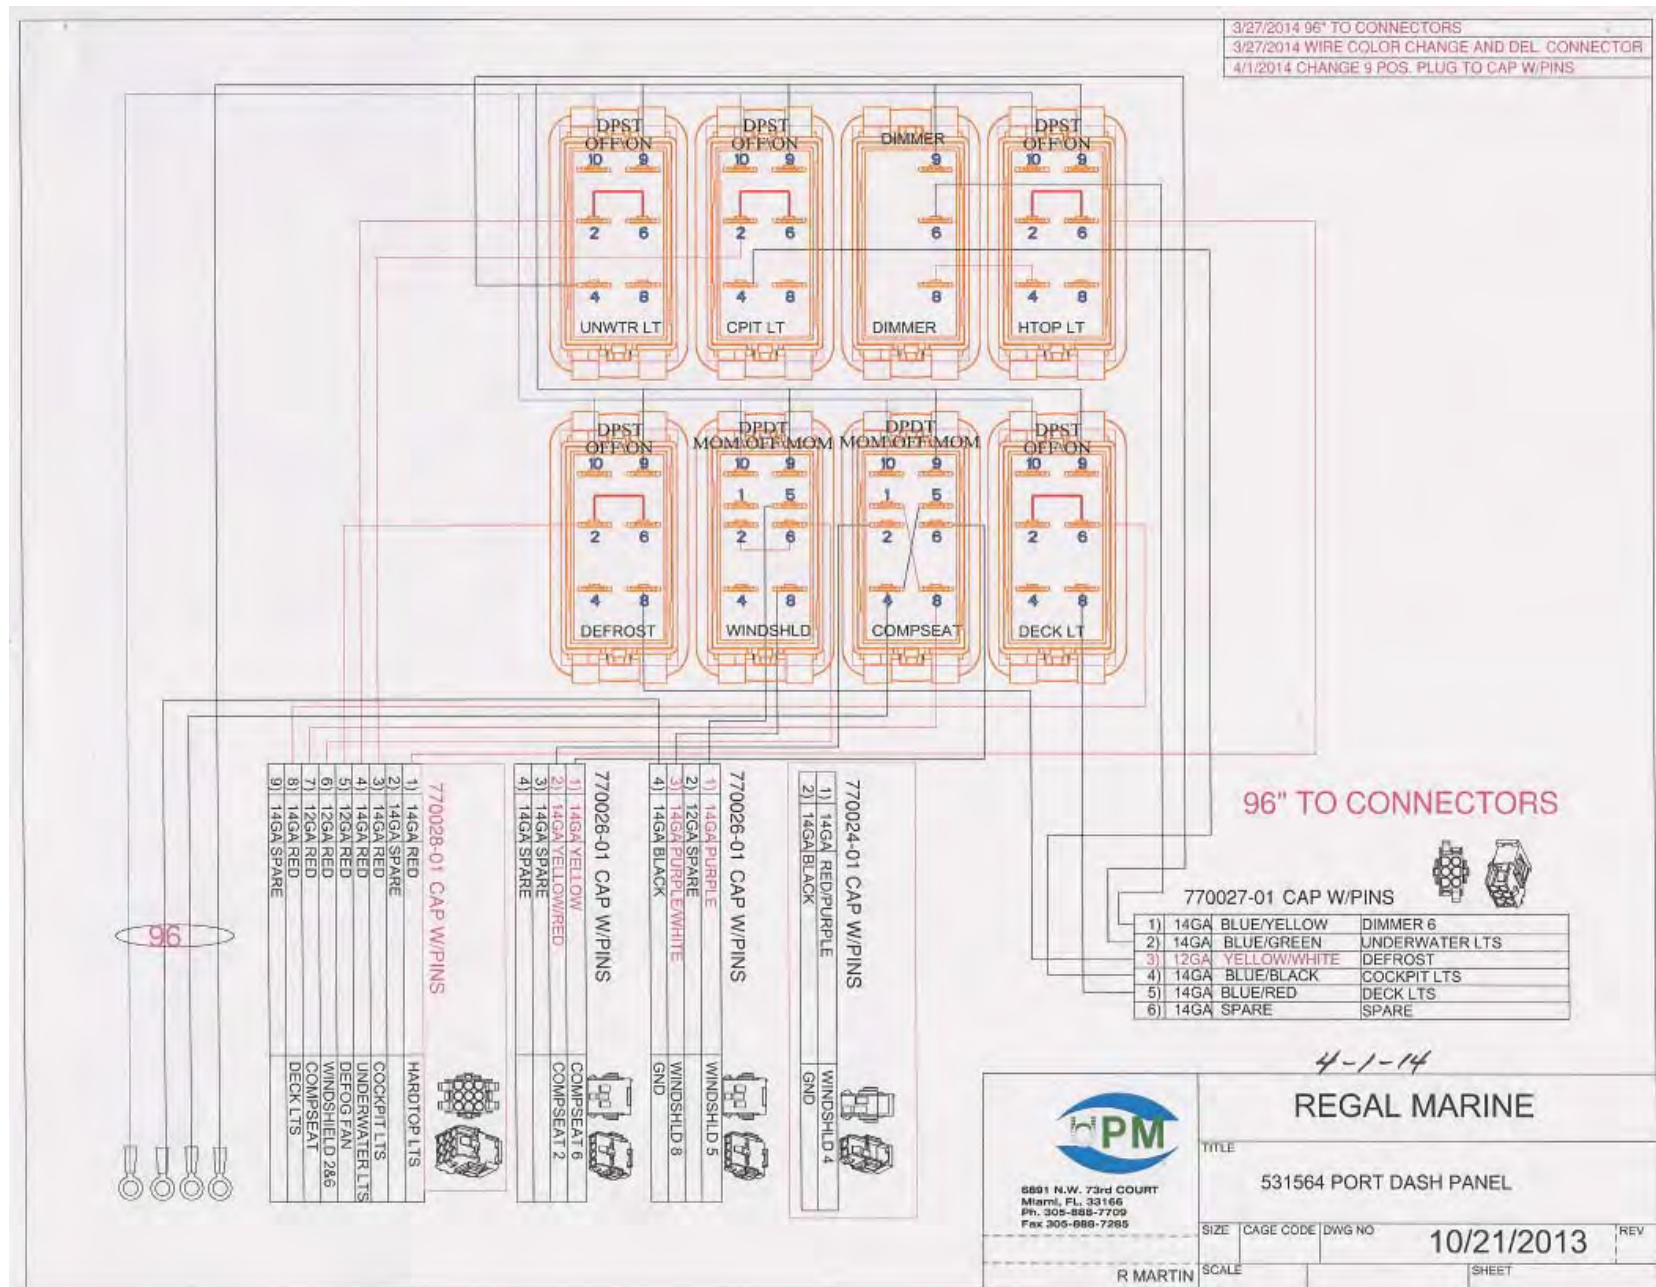 3/27/2014 96" TO CONNECTORS
3/27/2014 WIRE COLOR CHANGE AND DEL. CONNECTOR
4/1/2014 CHANGE 9 POS. PLUG TO CAP W/PINS
DPST
OFF\ON
10 9
2 6
4 8
UNWTR LT
DPST
OFF\ON
10 9
2 6
4 8
CPIT LT
DIMMER
9
6
8
DIMMER
DPST
OFF\ON
10 9
2 6
4 8
HTOP LT
DPST
OFF\ON
10 9
2 6
4 8
DEFROST
DPDT
MOM\OFF\MOM
10 9
1 5
2 6
4 8
WINDSHLD
DPDT
MOM\OFF\MOM
10 9
1 5
2 6
4 8
COMPSEAT
DPST
OFF\ON
10 9
2 6
4 8
DECK LT
96
770028-01 CAP W/PINS
1) 14GA RED HARDTOP LTS
2) 14GA SPARE
3) 14GA RED COCKPIT LTS
4) 14GA RED UNDERWATER LTS
5) 12GA RED DEFOG FAN
6) 12GA RED WINDSHIELD 2&6
7) 12GA RED COMPSEAT
8) 14GA RED DECK LTS
9) 14GA SPARE
770026-01 CAP W/PINS
1) 14GA YELLOW COMPSEAT 6
2) 14GA YELLOW/RED COMPSEAT 2
3) 14GA SPARE
4) 14GA SPARE
770026-01 CAP W/PINS
1) 14GA PURPLE WINDSHLD 5
2) 12GA SPARE
3) 14GA PURPLE/WHITE WINDSHLD 8
4) 14GA BLACK GND
770024-01 CAP W/PINS
1) 14GA RED/PURPLE WINDSHLD 4
2) 14GA BLACK GND
96" TO CONNECTORS
770027-01 CAP W/PINS
1) 14GA BLUE/YELLOW DIMMER 6
2) 14GA BLUE/GREEN UNDERWATER LTS
3) 12GA YELLOW/WHITE DEFROST
4) 14GA BLUE/BLACK COCKPIT LTS
5) 14GA BLUE/RED DECK LTS
6) 14GA SPARE SPARE
4-1-14
PM
6891 N.W. 73rd COURT
Miami, FL. 33166
Ph. 305-888-7709
Fax 305-888-7265
R MARTIN
REGAL MARINE
TITLE
531564 PORT DASH PANEL
SIZE CAGE CODE DWG NO 10/21/2013 REV
SCALE SHEET